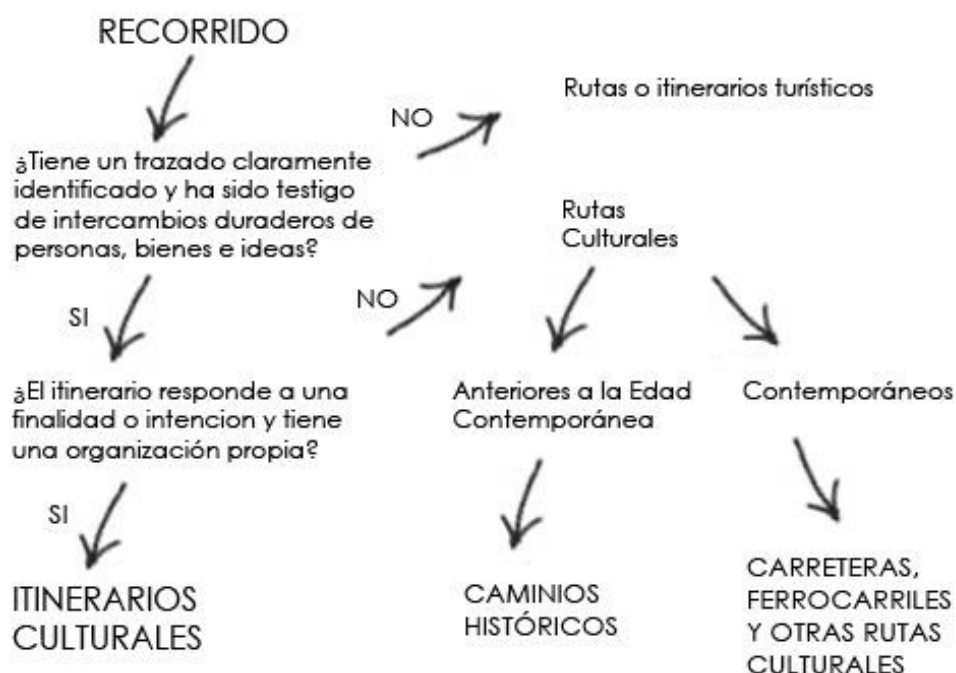 RECORRIDO
NO
Rutas o itinerarios turísticos
¿Tiene un trazado claramente
identificado y ha sido testigo
de intercambios duraderos de
personas, bienes e ideas?
Rutas
Culturales
SI
NO
¿El itinerario responde a una
finalidad o intencion y tiene
una organización propia?
Anteriores a la Edad
Contemporánea
Contemporáneos
SI
ITINERARIOS
CULTURALES
CAMINIOS
HISTÓRICOS
CARRETERAS,
FERROCARRILES
Y OTRAS RUTAS
CULTURALES